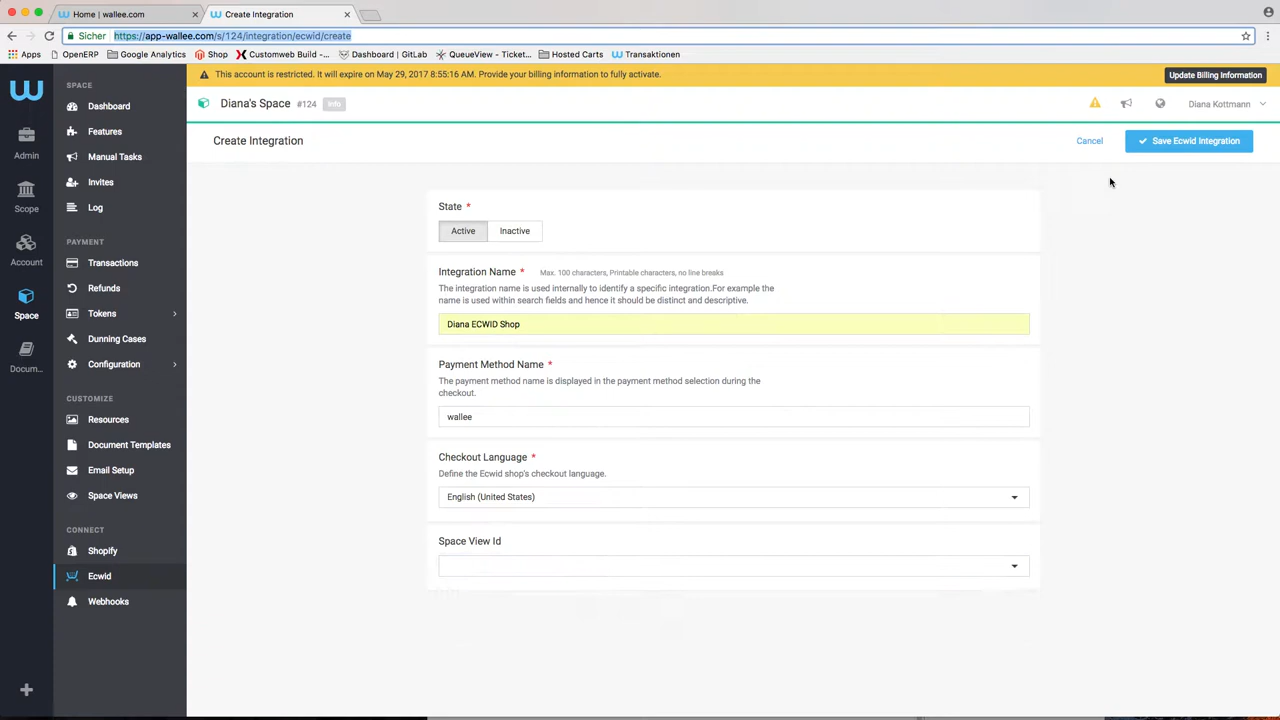 Home | wallee.com
Create Integration
Sicher
https://app-wallee.com/s/124/integration/ecwid/create
Apps
OpenERP
Google Analytics
Shop
Customweb Build -...
Dashboard | GitLab
QueueView - Ticket...
Hosted Carts
Transaktionen
This account is restricted. It will expire on May 29, 2017 8:55:16 AM. Provide your billing information to fully activate.
Update Billing Information
Diana's Space #124 Info
Diana Kottmann
Create Integration
Cancel
Save Ecwid Integration
Admin
Scope
Account
Space
Docum...
SPACE
Dashboard
Features
Manual Tasks
Invites
Log
PAYMENT
Transactions
Refunds
Tokens
Dunning Cases
Configuration
CUSTOMIZE
Resources
Document Templates
Email Setup
Space Views
CONNECT
Shopify
Ecwid
Webhooks
State *
Active
Inactive
Integration Name * Max. 100 characters, Printable characters, no line breaks
The integration name is used internally to identify a specific integration.For example the
name is used within search fields and hence it should be distinct and descriptive.
Diana ECWID Shop
Payment Method Name *
The payment method name is displayed in the payment method selection during the
checkout.
wallee
Checkout Language *
Define the Ecwid shop's checkout language.
English (United States)
Space View Id